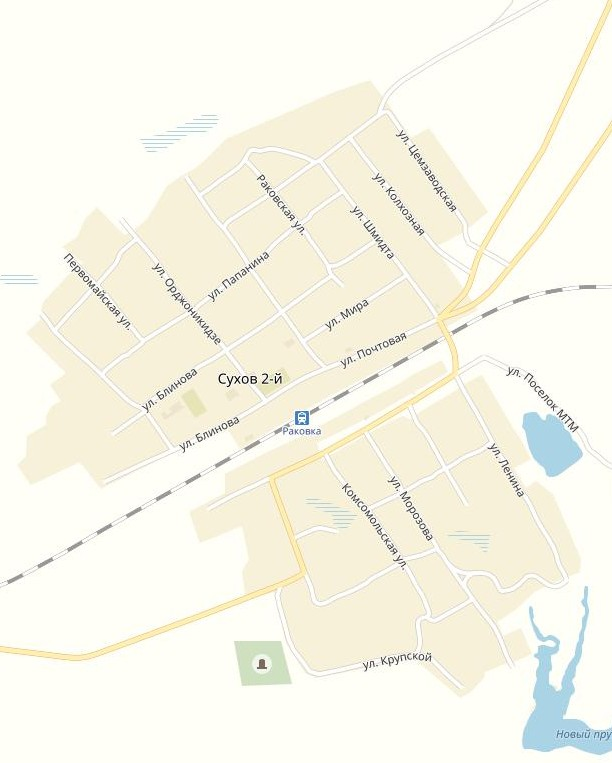 ул. Цемзаводская
ул. Колхозная
Раковская ул.
ул. Шмидта
Первомайская ул.
ул. Орджоникидзе
ул. Папанина
ул. Мира
ул. Почтовая
Сухов 2-й
ул. Блинова
ул. Блинова
Раковка
ул. Поселок МТМ
ул. Ленина
ул. Морозова
Комсомольская ул.
ул. Крупской
Новый пру